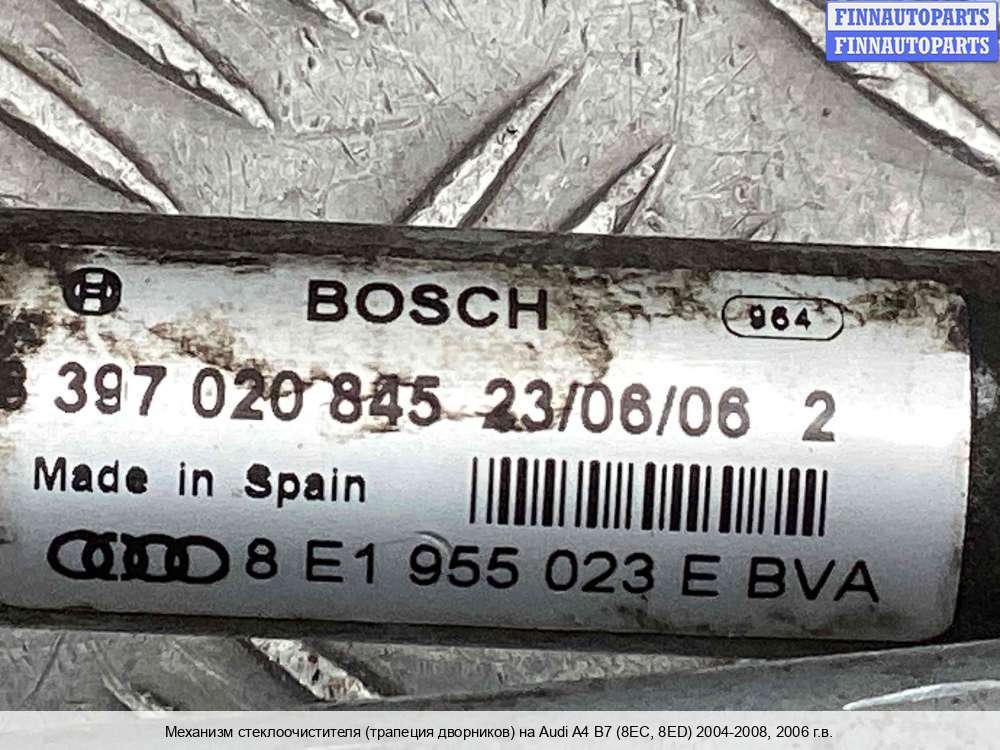 FINNAUTOPARTS
FINNAUTOPARTS
BOSCH 964
397 020 845 23/06/06 2
Made in Spain
8 E1 955 023 E BVA
Механизм стеклоочистителя (трапеция дворников) на Audi A4 B7 (8EC, 8ED) 2004-2008, 2006 г.в.